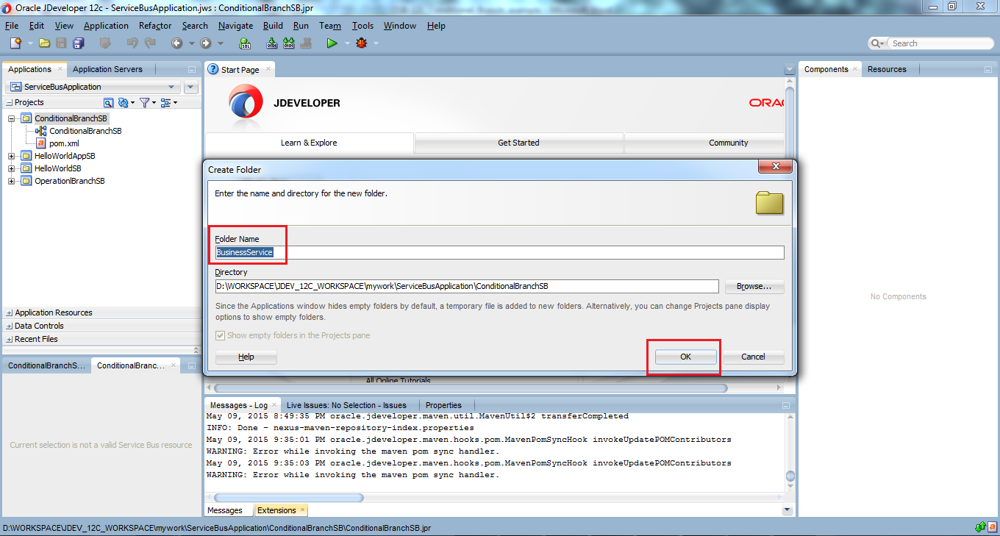 Oracle JDeveloper 12c - ServiceBusApplication.jws : ConditionalBranchSB.jpr
File Edit View Application Refactor Search Navigate Build Run Team Tools Window Help
Search
Applications Application Servers
ServiceBusApplication
Projects
ConditionalBranchSB
ConditionalBranchSB
pom.xml
HelloWorldAppSB
HelloWorldSB
OperationlBranchSB
Application Resources
Data Controls
Recent Files
ConditionalBranchS... ConditionalBranc...
Current selection is not a valid Service Bus resource
Start Page
JDEVELOPER
ORAC
Learn & Explore Get Started Community
Create Folder
Enter the name and directory for the new folder.
Folder Name
BusinessService
Directory
D:\WORKSPACE\JDEV_12C_WORKSPACE\mywork\ServiceBusApplication\ConditionalBranchSB
Browse...
Since the Applications window hides empty folders by default, a temporary file is added to new folders. Alternatively, you can change Projects pane display
options to show empty folders.
Show empty folders in the Projects pane
Help OK Cancel
All Online Tutorials
Messages - Log Live Issues: No Selection - Issues Properties
May 09, 2015 8:49:35 PM oracle.jdeveloper.maven.util.MavenUtil$2 transferCompleted
INFO: Done - nexus-maven-repository-index.properties
May 09, 2015 9:35:01 PM oracle.jdeveloper.maven.hooks.pom.MavenPomSyncHook invokeUpdatePOMContributors
WARNING: Error while invoking the maven pom sync handler.
May 09, 2015 9:35:03 PM oracle.jdeveloper.maven.hooks.pom.MavenPomSyncHook invokeUpdatePOMContributors
WARNING: Error while invoking the maven pom sync handler.
Messages Extensions
Components Resources
No Components
D:\WORKSPACE\JDEV_12C_WORKSPACE\mywork\ServiceBusApplication\ConditionalBranchSB\ConditionalBranchSB.jpr